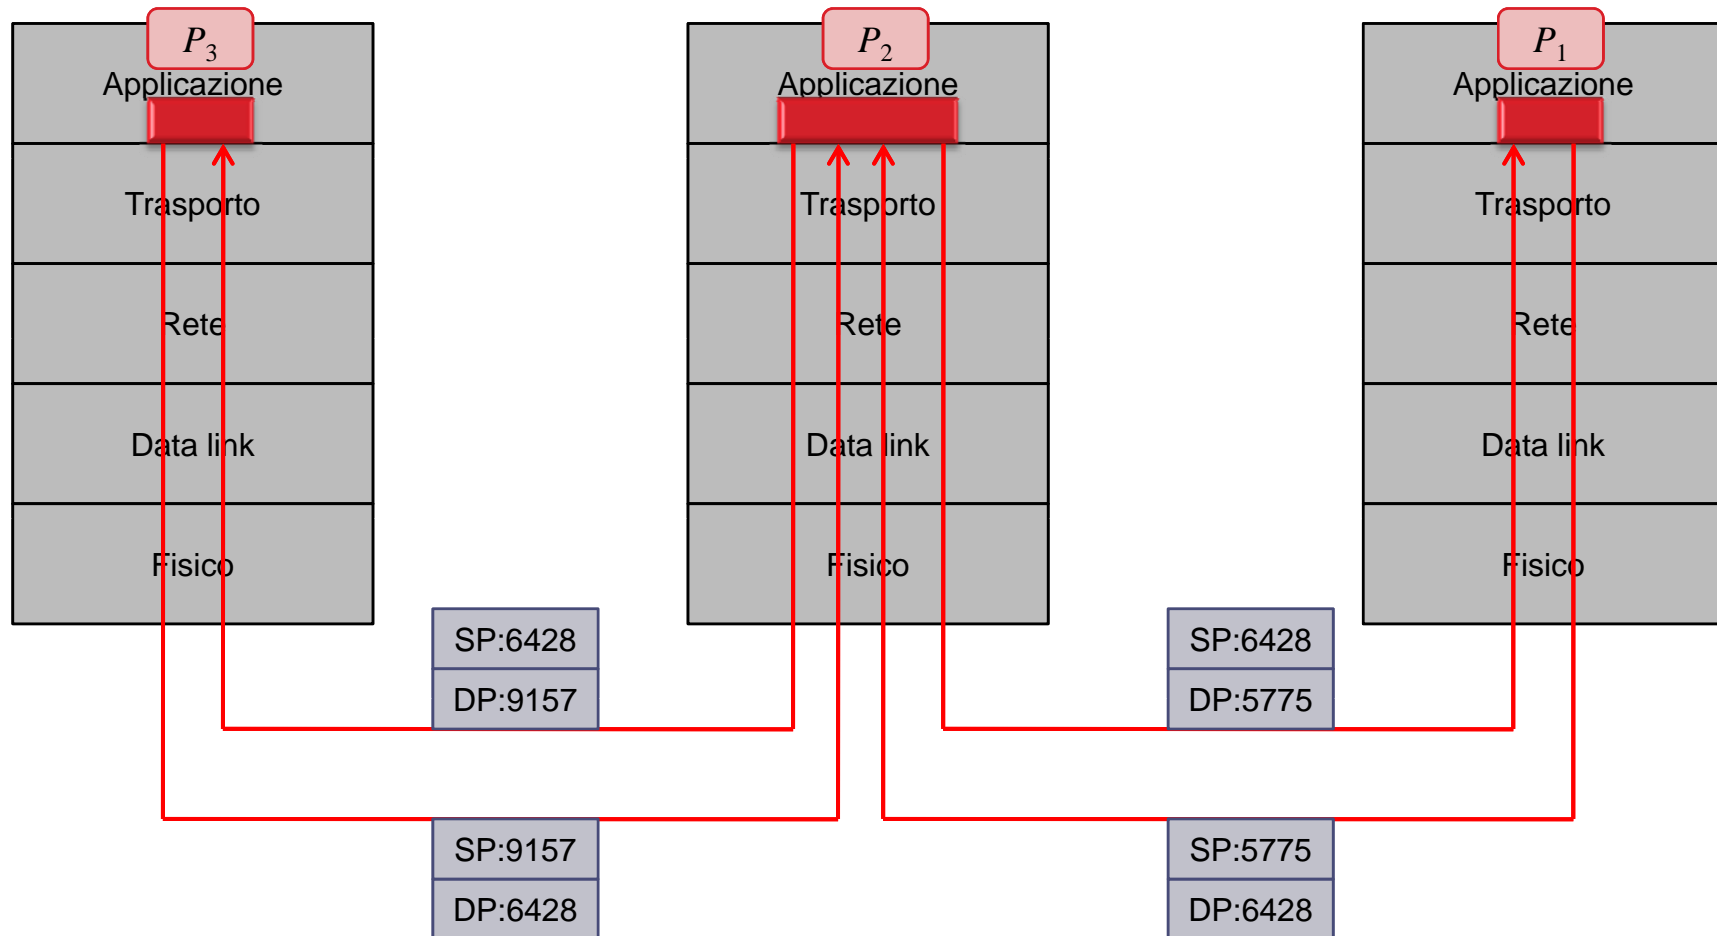 P3
Applicazione
Trasporto
Rete
Data link
Fisico
P2
Applicazione
Trasporto
Rete
Data link
Fisico
P1
Applicazione
Trasporto
Rete
Data link
Fisico
SP:6428
DP:9157
SP:9157
DP:6428
SP:6428
DP:5775
SP:5775
DP:6428